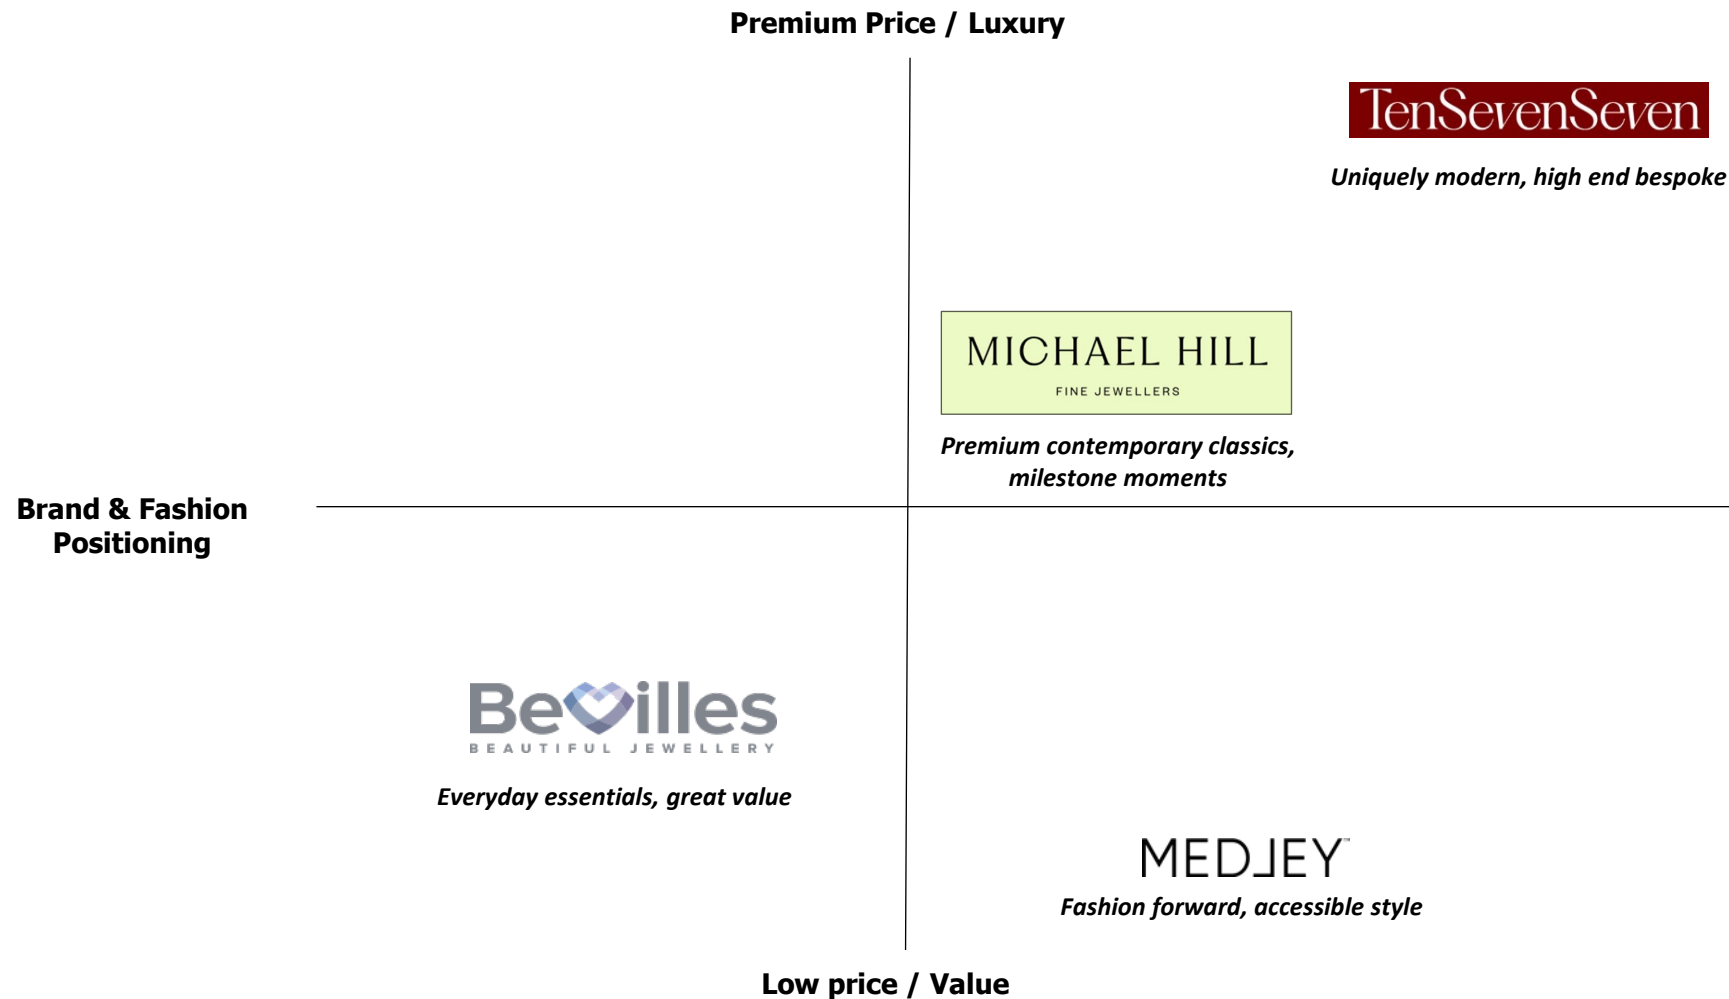 Premium Price / Luxury
TenSevenSeven
Uniquely modern, high end bespoke
MICHAEL HILL
FINE JEWELLERS
Premium contemporary classics,
milestone moments
Brand & Fashion
Positioning
Bevilles
BEAUTIFUL JEWELLERY
Everyday essentials, great value
MEDLEY™
Fashion forward, accessible style
Low price / Value